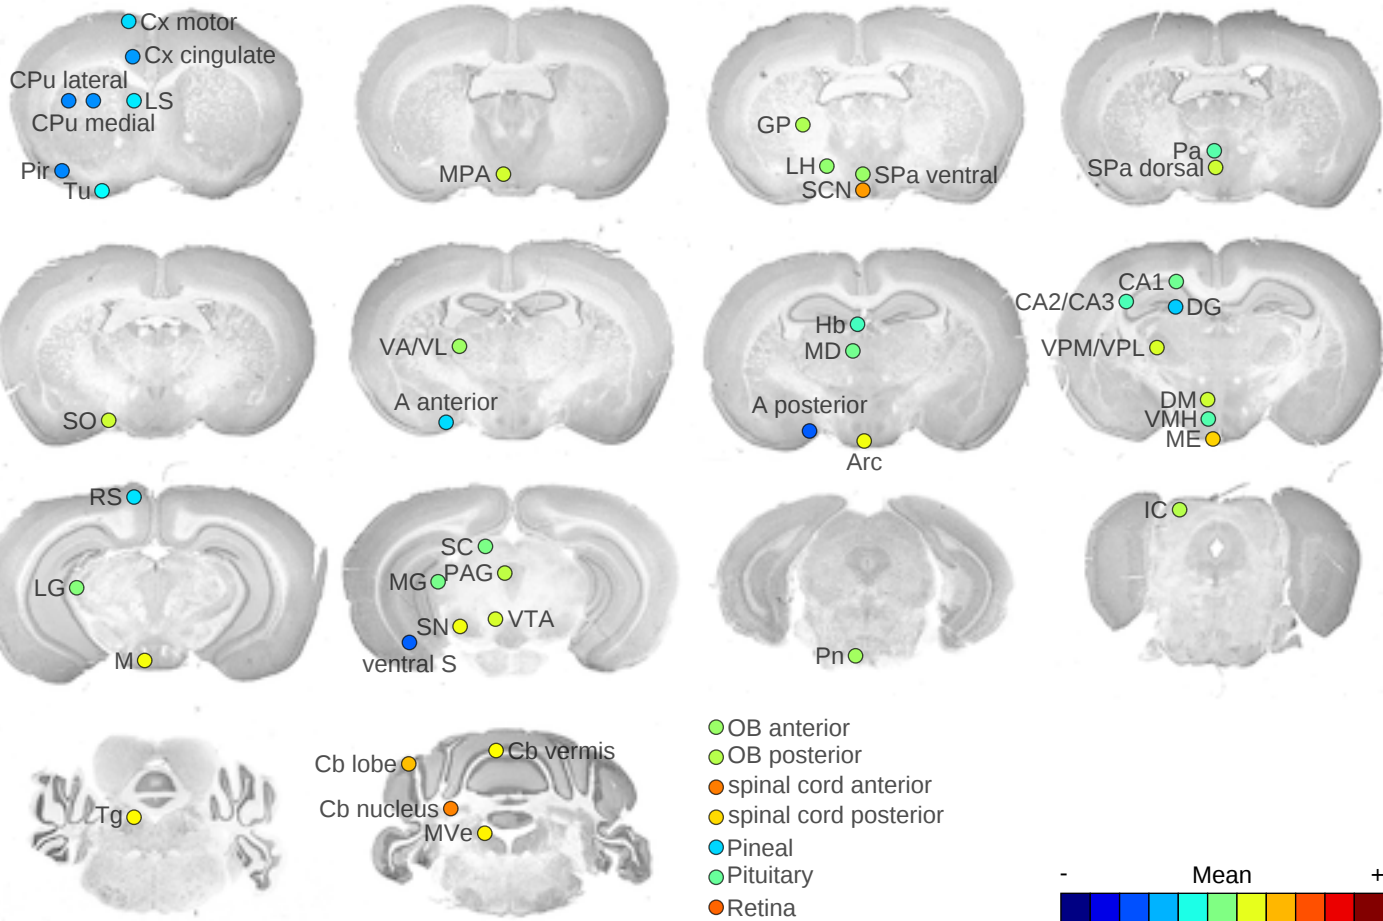 Cx motor
Cx cingulate
CPu lateral
LS
CPu medial
Pir
Tu
MPA
GP
LH
SPa ventral
SCN
Pa
SPa dorsal
SO
VA/VL
A anterior
Hb
MD
A posterior
Arc
CA1
CA2/CA3
DG
VPM/VPL
DM
VMH
ME
RS
LG
M
SC
MG
PAG
SN
VTA
ventral S
Pn
IC
Tg
Cb vermis
Cb lobe
Cb nucleus
MVe
OB anterior
OB posterior
spinal cord anterior
spinal cord posterior
Pineal
Pituitary
Retina
- Mean +